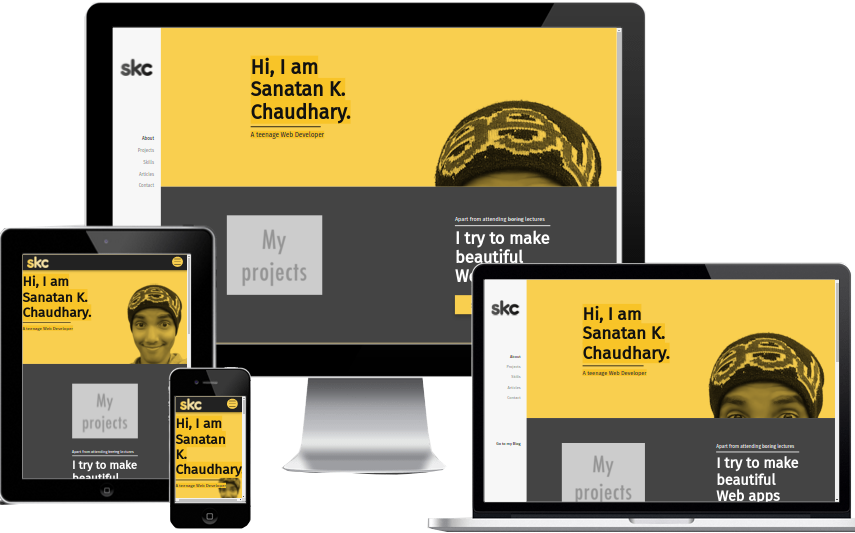 skc
Hi, I am
Sanatan K.
Chaudhary.
A teenage Web Developer
About
Projects
Skills
Articles
Contact
My
projects
Apart from attending boring lectures
I try to make
beautiful
skc
Hi, I am
Sanatan K.
Chaudhary.
A teenage Web Developer
My
projects
Apart from attending boring lectures
I try to make
beautiful
skc
Hi, I am
Sanatan
K.
Chaudhary
A teenage Web Developer
skc
Hi, I am
Sanatan K.
Chaudhary.
A teenage Web Developer
About
Projects
Skills
Articles
Contact
Go to my Blog
My
projects
Apart from attending boring lectures
I try to make
beautiful
Web apps